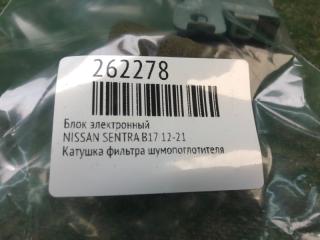 262278
Блок электронный
NISSAN SENTRA B17 12-21
Катушка фильтра шумопоглотителя